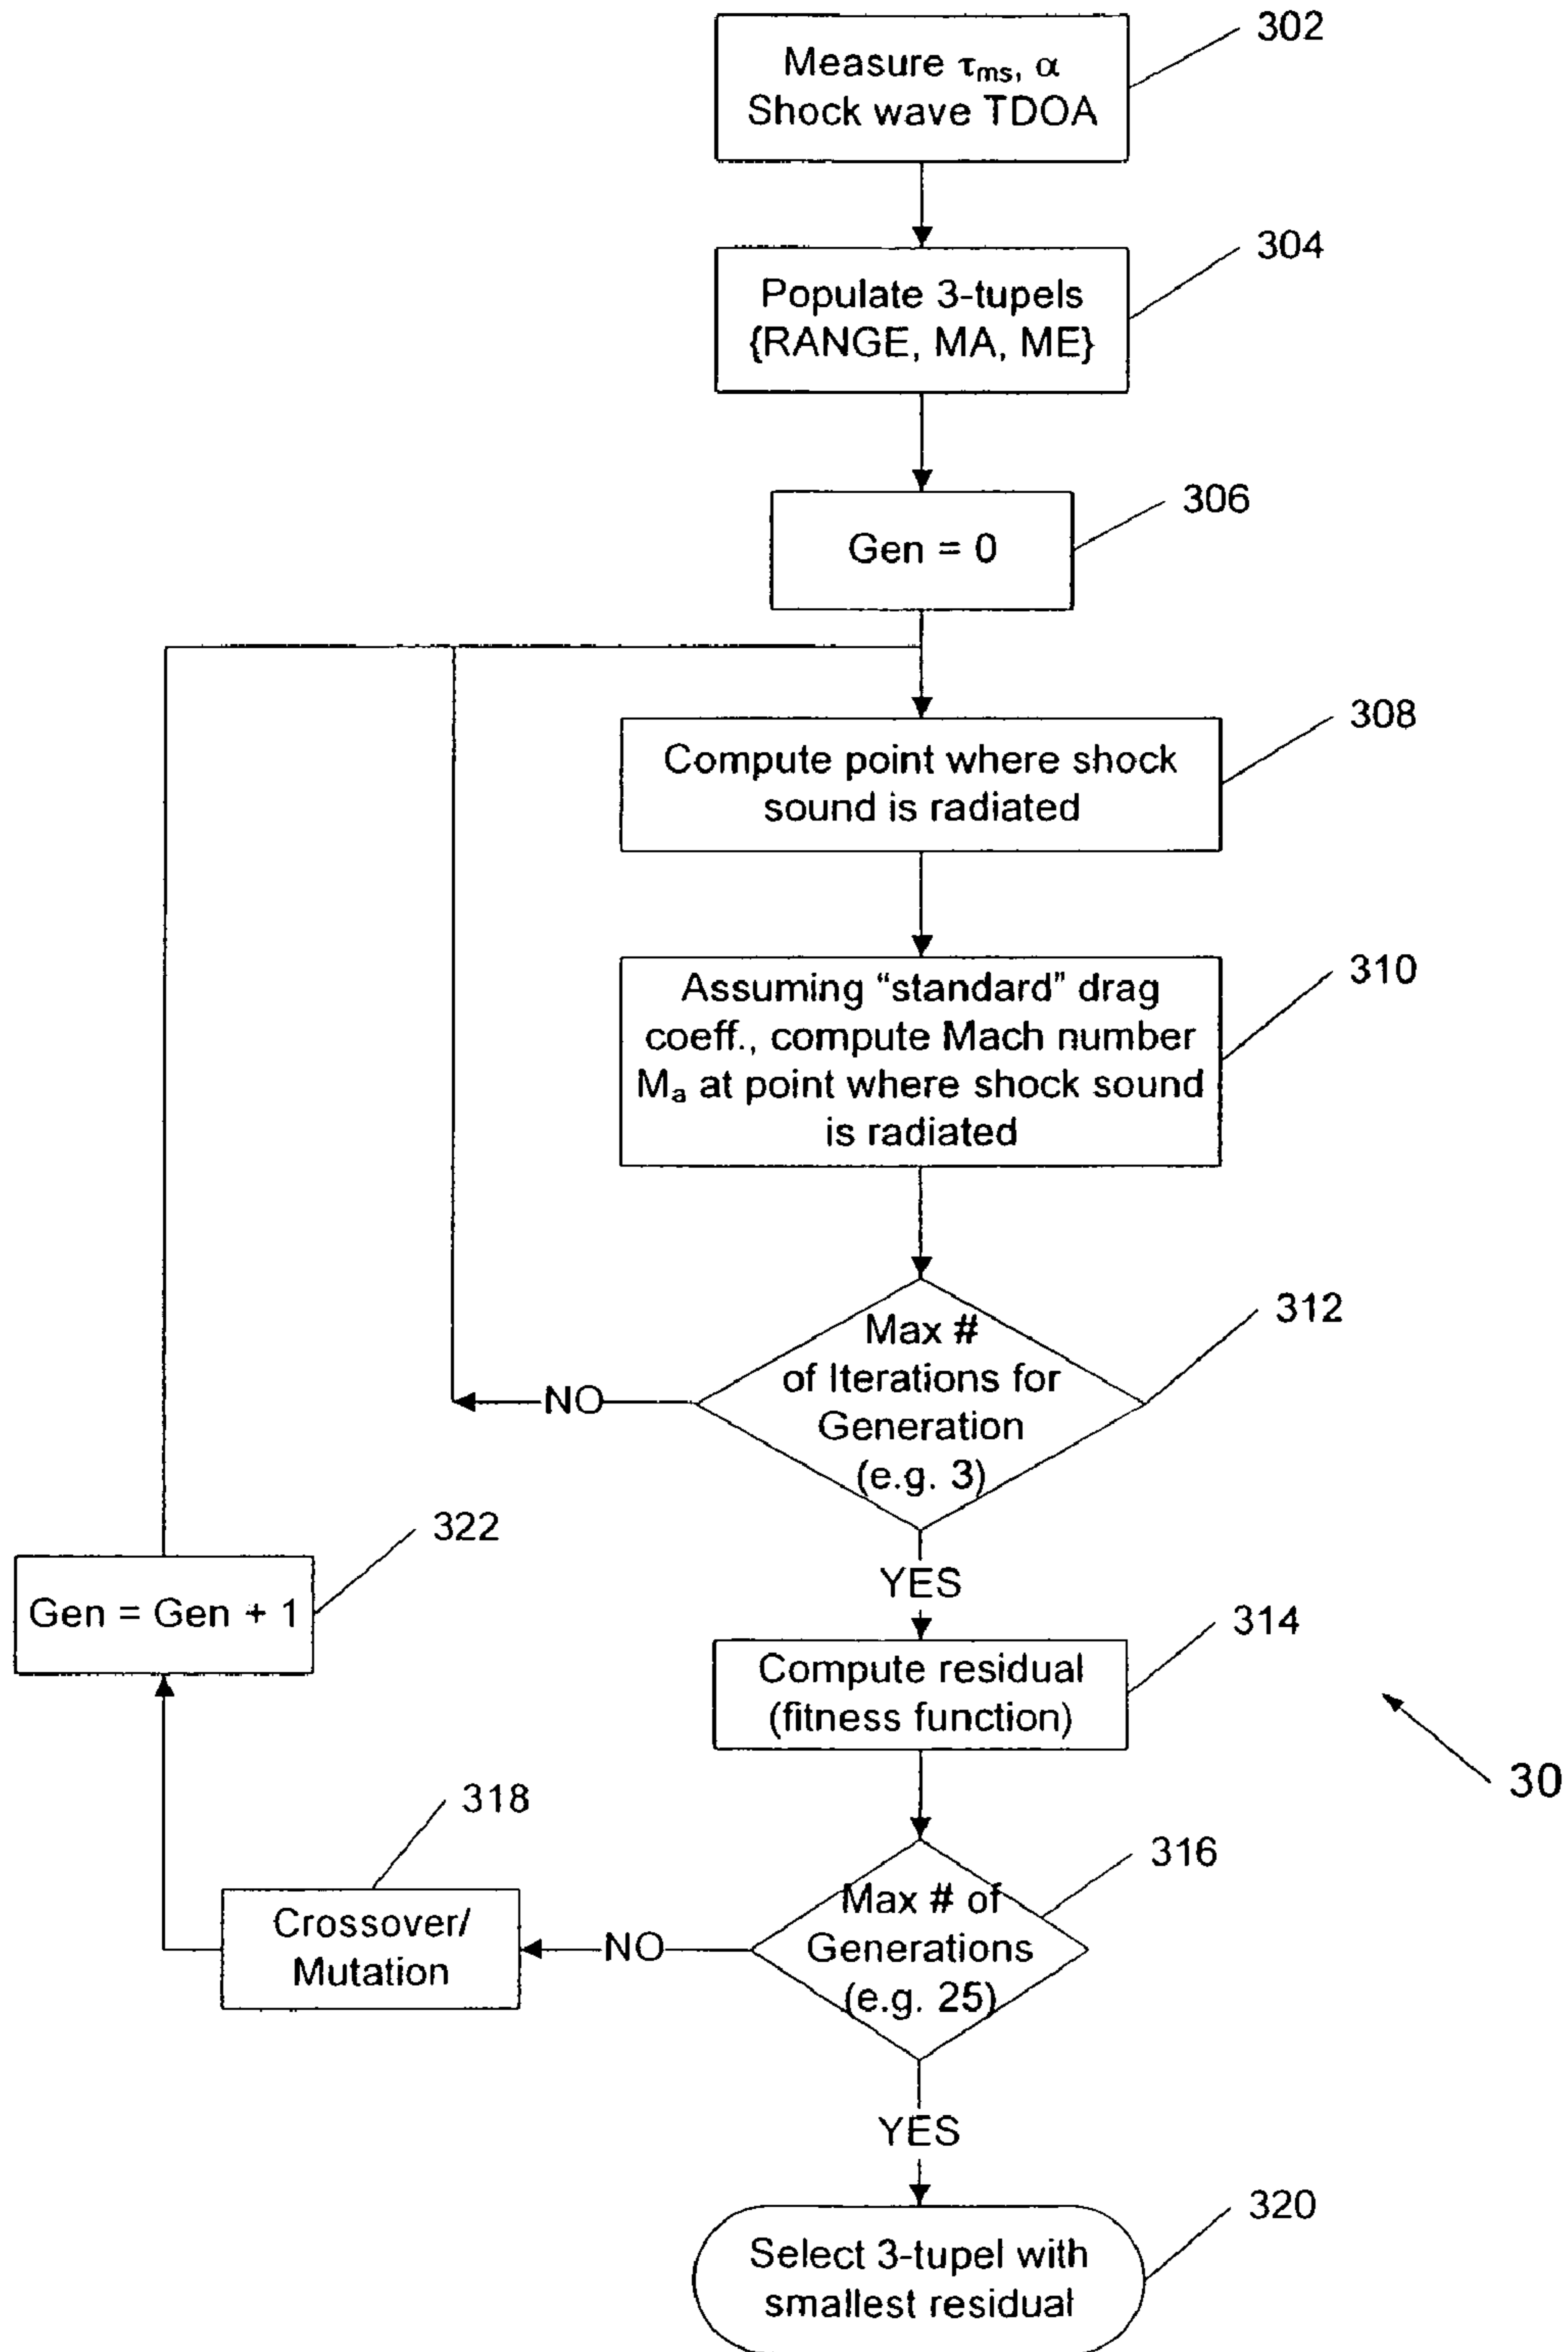 302
Measure τms, α
Shock wave TDOA
304
Populate 3-tupels
{RANGE, MA, ME}
306
Gen = 0
308
Compute point where shock
sound is radiated
310
Assuming “standard” drag
coeff., compute Mach number
Ma at point where shock sound
is radiated
312
Max #
of Iterations for
Generation
(e.g. 3)
NO
YES
322
Gen = Gen + 1
314
Compute residual
(fitness function)
30
318
Crossover/
Mutation
316
Max # of
Generations
(e.g. 25)
NO
YES
320
Select 3-tupel with
smallest residual